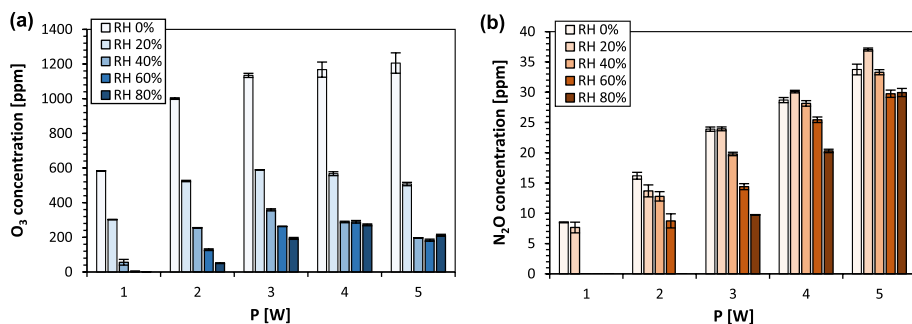 (a)
RH 0%
RH 20%
RH 40%
RH 60%
RH 80%
O3 concentration [ppm]
1400
1200
1000
800
600
400
200
0
1 2 3 4 5
P [W]
(b)
RH 0%
RH 20%
RH 40%
RH 60%
RH 80%
N2O concentration [ppm]
40
35
30
25
20
15
10
5
0
1 2 3 4 5
P [W]